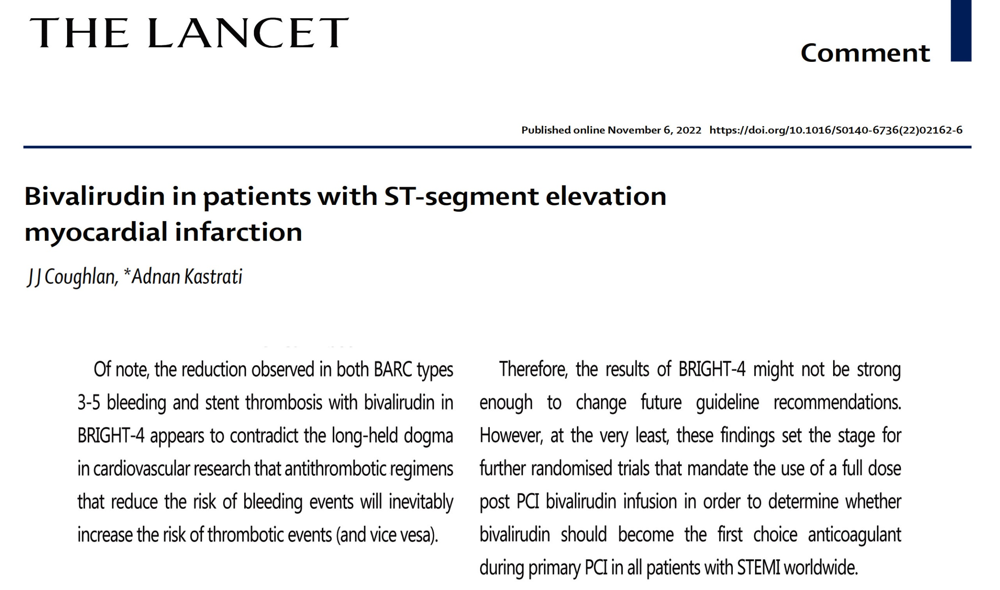 THE LANCET
Comment
Published online November 6, 2022 https://doi.org/10.1016/S0140-6736(22)02162-6
Bivalirudin in patients with ST-segment elevation
myocardial infarction
J J Coughlan, *Adnan Kastrati
Of note, the reduction observed in both BARC types
3-5 bleeding and stent thrombosis with bivalirudin in
BRIGHT-4 appears to contradict the long-held dogma
in cardiovascular research that antithrombotic regimens
that reduce the risk of bleeding events will inevitably
increase the risk of thrombotic events (and vice vesa).
Therefore, the results of BRIGHT-4 might not be strong
enough to change future guideline recommendations.
However, at the very least, these findings set the stage for
further randomised trials that mandate the use of a full dose
post PCI bivalirudin infusion in order to determine whether
bivalirudin should become the first choice anticoagulant
during primary PCI in all patients with STEMI worldwide.